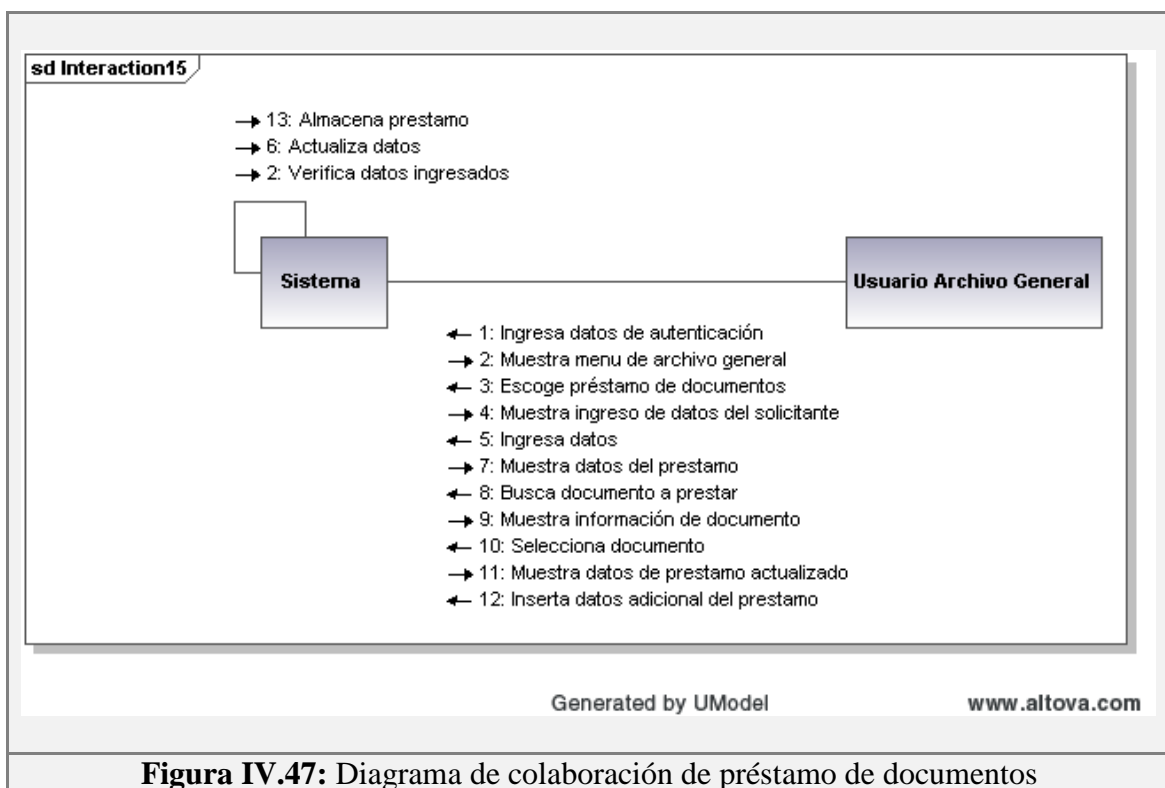 sd Interaction15
13: Almacena prestamo
6: Actualiza datos
2: Verifica datos ingresados
Sistema
Usuario Archivo General
1: Ingresa datos de autenticación
2: Muestra menu de archivo general
3: Escoge préstamo de documentos
4: Muestra ingreso de datos del solicitante
5: Ingresa datos
7: Muestra datos del prestamo
8: Busca documento a prestar
9: Muestra información de documento
10: Selecciona documento
11: Muestra datos de prestamo actualizado
12: Inserta datos adicional del prestamo
Generated by UModel
www.altova.com
Figura IV.47: Diagrama de colaboración de préstamo de documentos